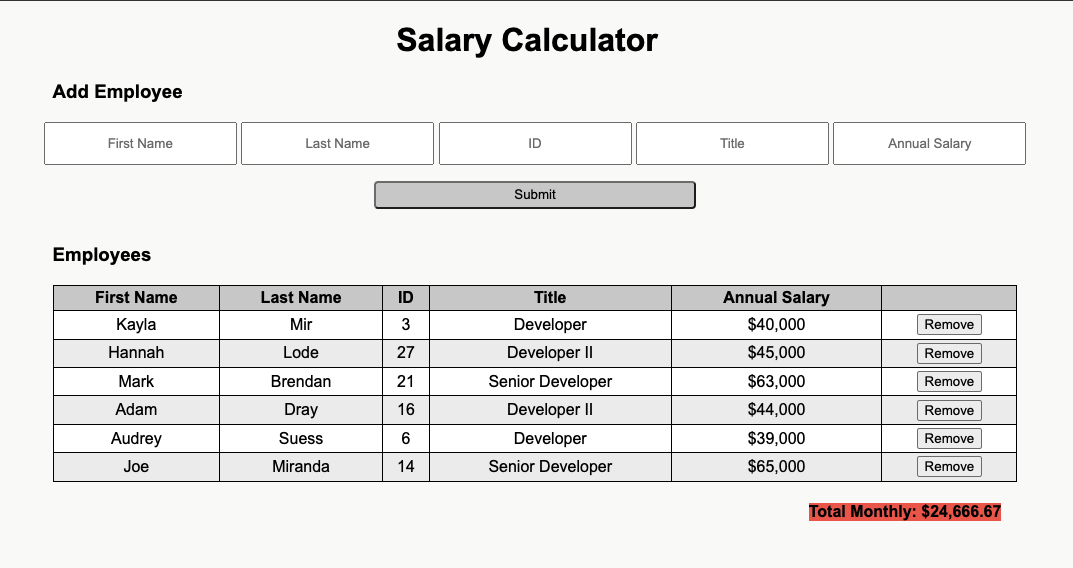 Salary Calculator
Add Employee
First Name Last Name ID Title Annual Salary
Submit
Employees
First Name Last Name ID Title Annual Salary
Kayla Mir 3 Developer $40,000 Remove
Hannah Lode 27 Developer II $45,000 Remove
Mark Brendan 21 Senior Developer $63,000 Remove
Adam Dray 16 Developer II $44,000 Remove
Audrey Suess 6 Developer $39,000 Remove
Joe Miranda 14 Senior Developer $65,000 Remove
Total Monthly: $24,666.67